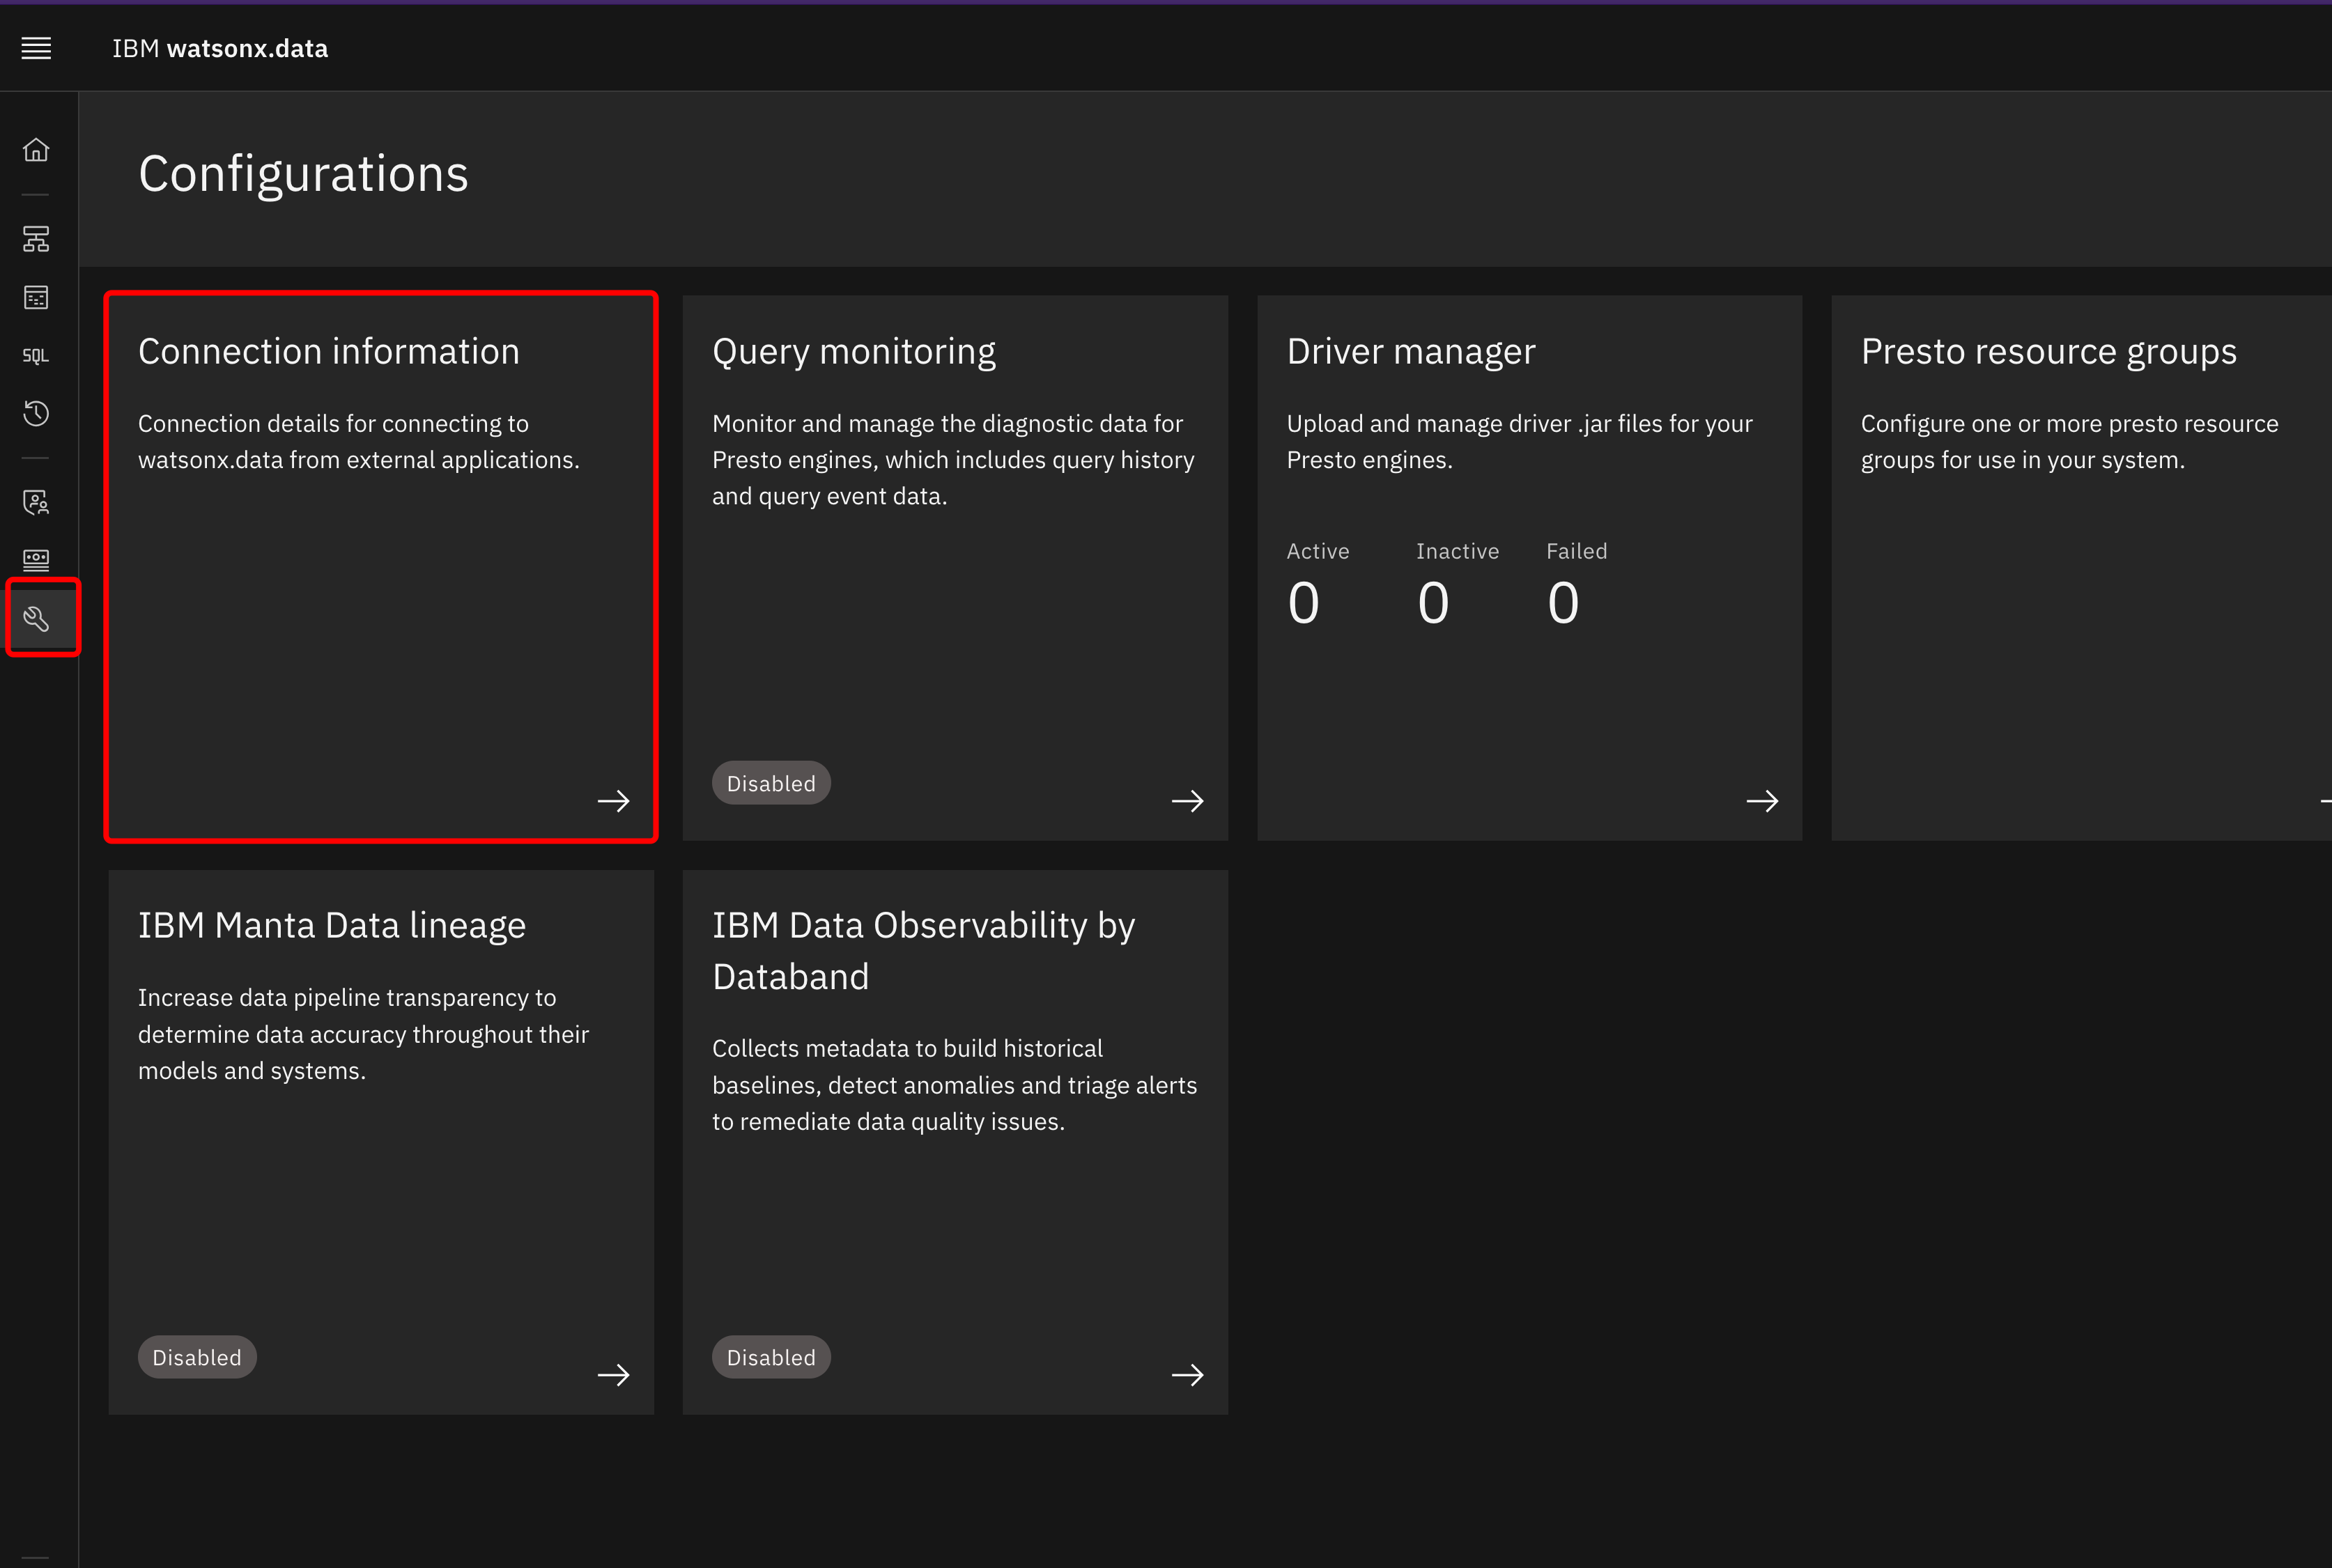 IBM watsonx.data
Configurations
SQL
Connection information
Connection details for connecting to
watsonx.data from external applications.
Query monitoring
Monitor and manage the diagnostic data for
Presto engines, which includes query history
and query event data.
Disabled
Driver manager
Upload and manage driver .jar files for your
Presto engines.
Active Inactive Failed
0 0 0
Presto resource groups
Configure one or more presto resource
groups for use in your system.
IBM Manta Data lineage
Increase data pipeline transparency to
determine data accuracy throughout their
models and systems.
Disabled
IBM Data Observability by
Databand
Collects metadata to build historical
baselines, detect anomalies and triage alerts
to remediate data quality issues.
Disabled